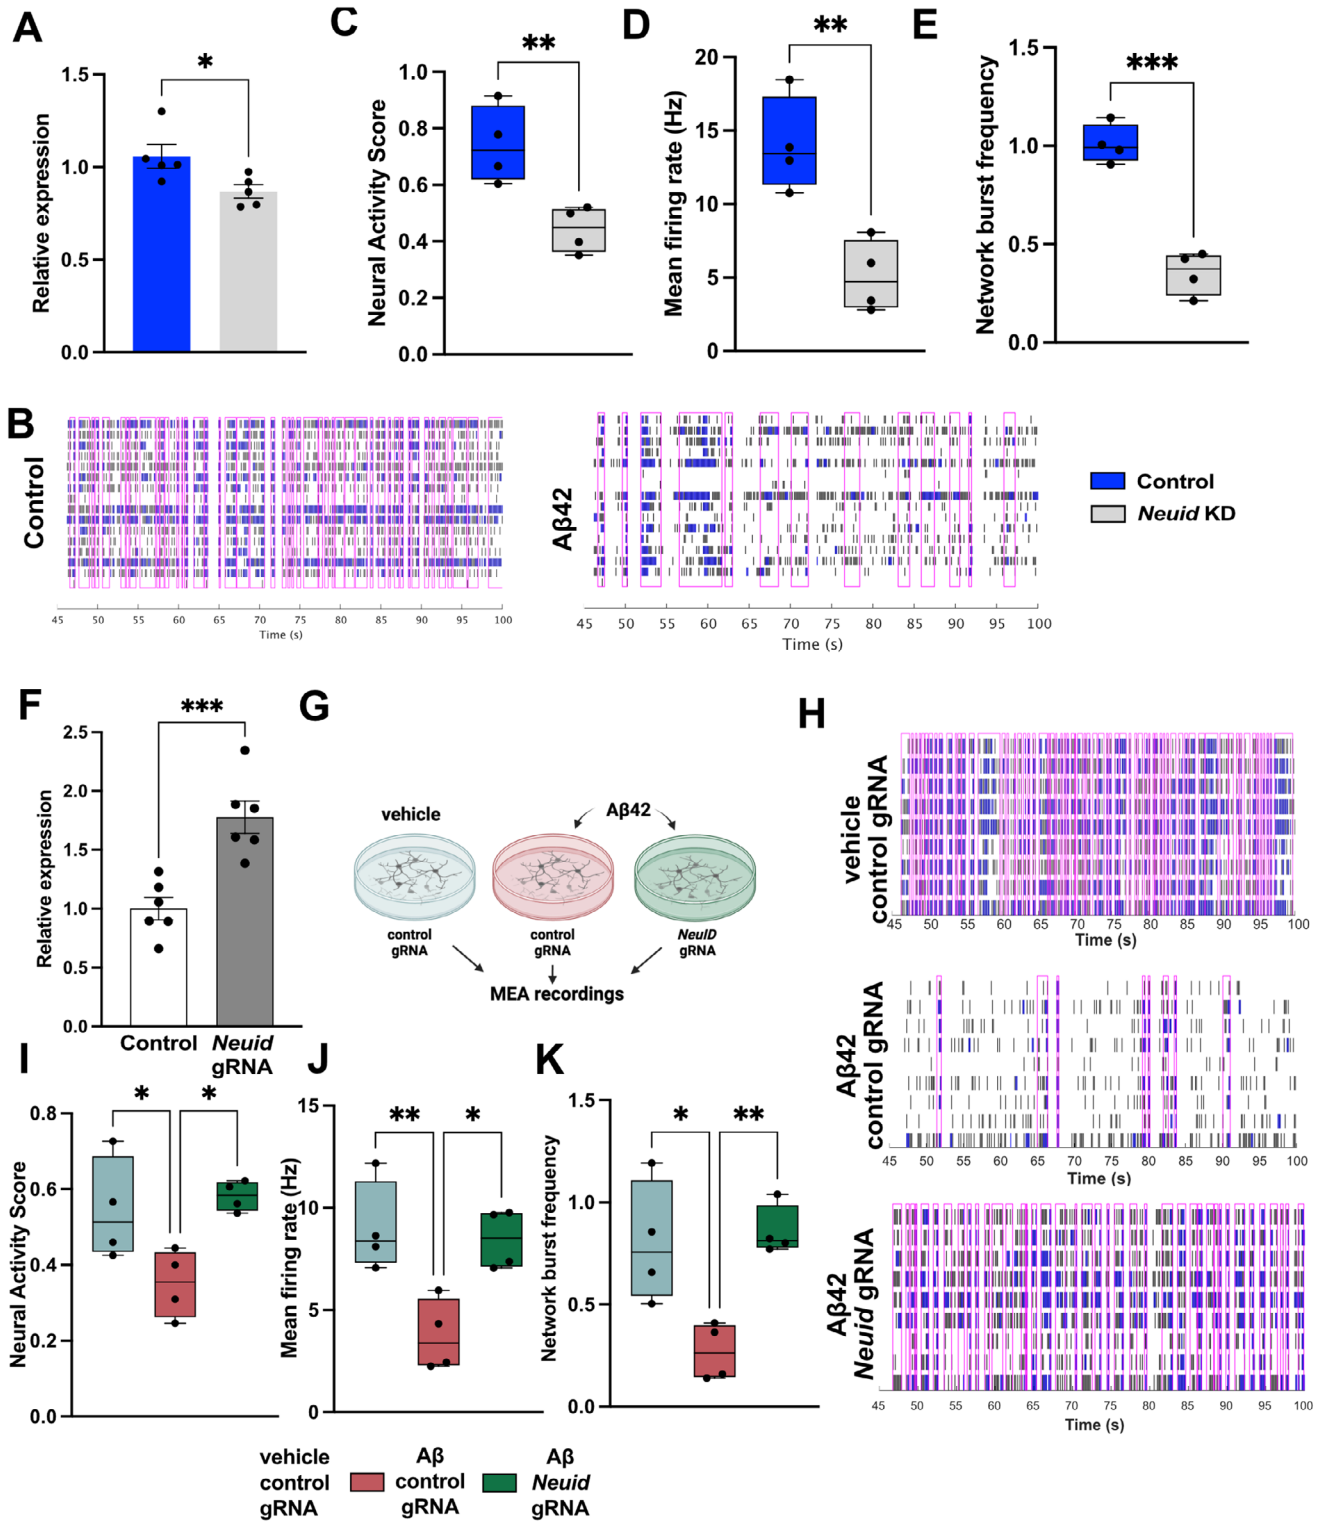 A
*
Relative expression
1.5
1.0
0.5
0.0
C
**
Neural Activity Score
1.0
0.8
0.6
0.4
0.2
0.0
D
**
Mean firing rate (Hz)
20
15
10
5
0
E
***
Network burst frequency
1.5
1.0
0.5
0.0
B
Control
45 50 55 60 65 70 75 80 85 90 95 100
Time (s)
Aβ42
45 50 55 60 65 70 75 80 85 90 95 100
Time (s)
Control
Neuid KD
F
***
Relative expression
2.5
2.0
1.5
1.0
0.5
0.0
Control
Neuid
gRNA
G
vehicle
Aβ42
control
gRNA
control
gRNA
NeuID
gRNA
MEA recordings
H
vehicle
control gRNA
45 50 55 60 65 70 75 80 85 90 95 100
Time (s)
Aβ42
control gRNA
45 50 55 60 65 70 75 80 85 90 95 100
Time (s)
Aβ42
Neuid gRNA
45 50 55 60 65 70 75 80 85 90 95 100
Time (s)
I
* *
Neural Activity Score
0.8
0.6
0.4
0.2
0.0
J
** *
Mean firing rate (Hz)
15
10
5
0
K
* **
Network burst frequency
1.5
1.0
0.5
0.0
vehicle
control
gRNA
Aβ
control
gRNA
Aβ
Neuid
gRNA